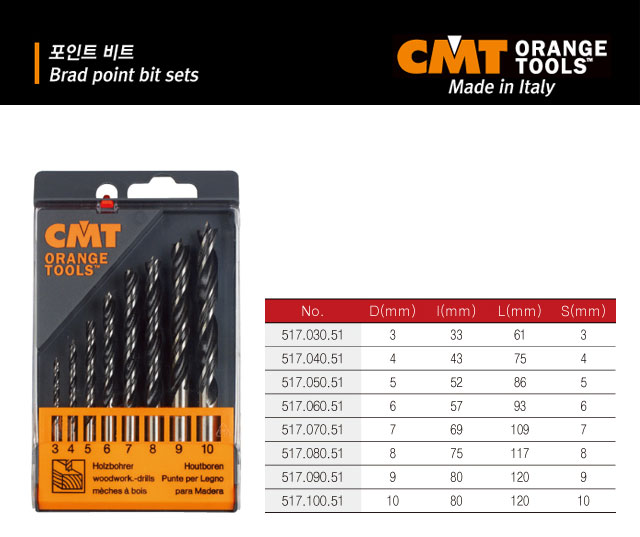 포인트 비트
Brad point bit sets
CMT ORANGE TOOLS™
Made in Italy
CMT
ORANGE
TOOLS™
3 4 5 6 7 8 9 10
Holzbohrer Houtboren
woodwork.-drills Punte per Legno
mèches à bois para Madera
No. D(mm) I(mm) L(mm) S(mm)
517.030.51 3 33 61 3
517.040.51 4 43 75 4
517.050.51 5 52 86 5
517.060.51 6 57 93 6
517.070.51 7 69 109 7
517.080.51 8 75 117 8
517.090.51 9 80 120 9
517.100.51 10 80 120 10